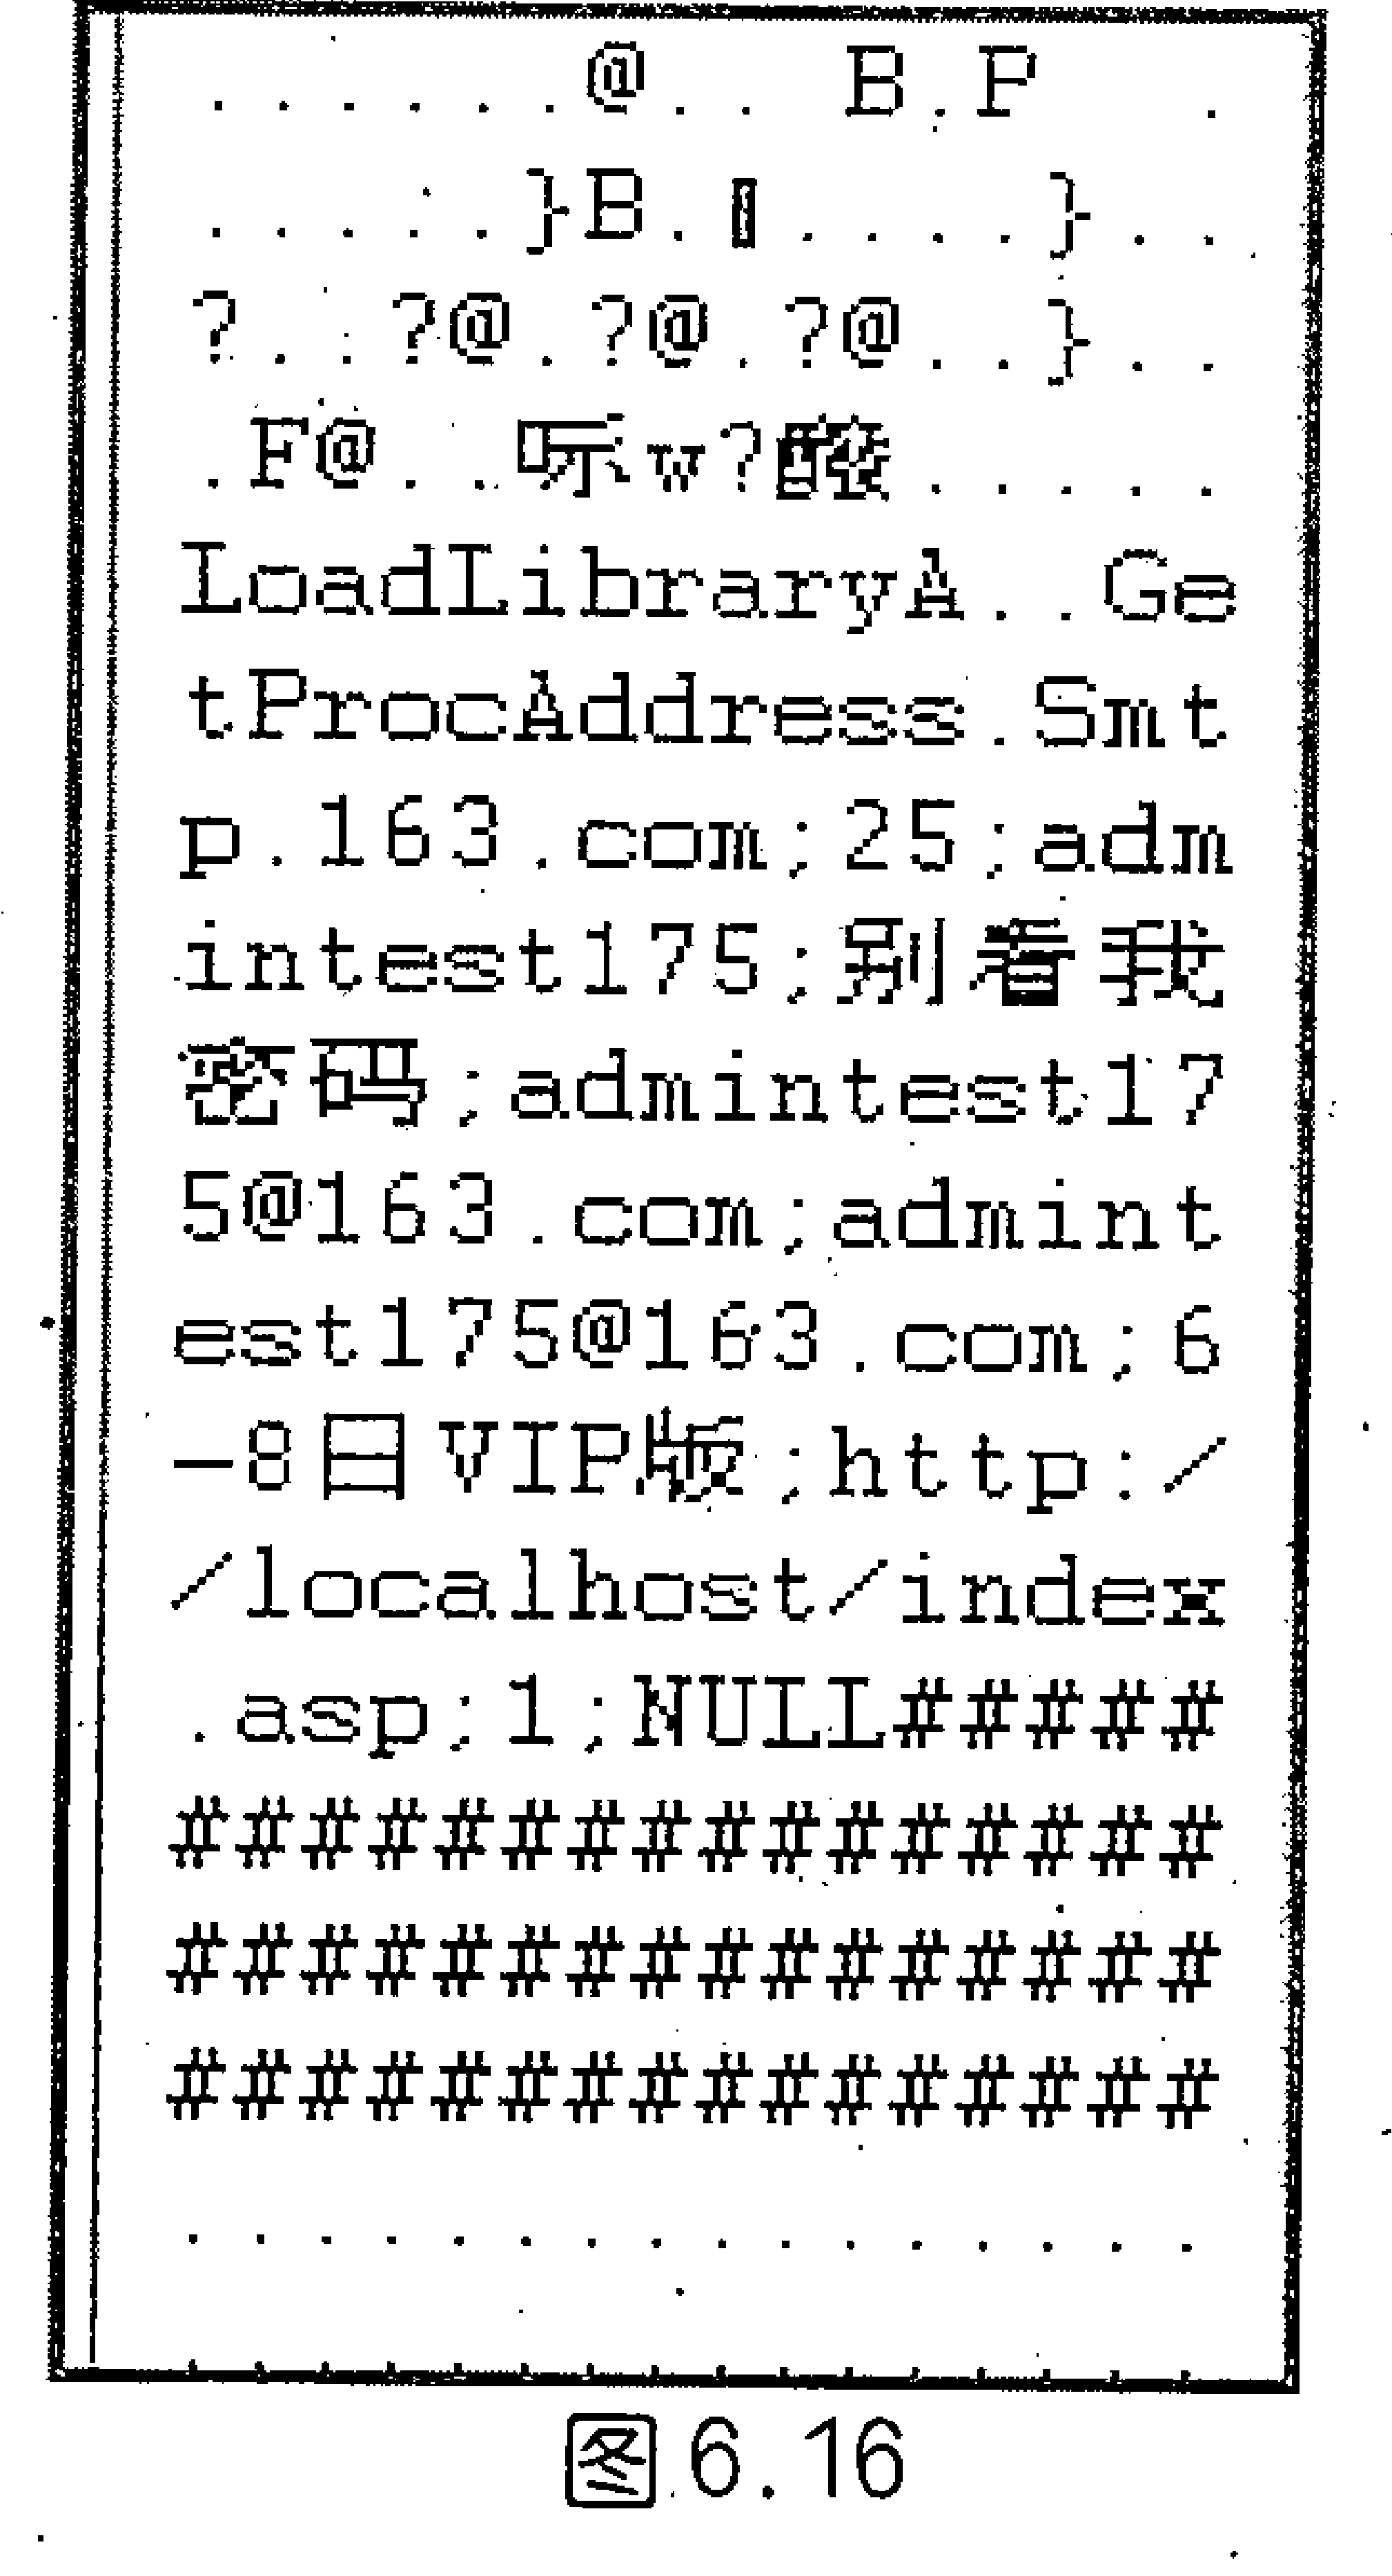 . . . . . . @ . . B . P .
. . . . . } B . . . . . } . .
? . . ? @ . ? @ . ? @ . . } . .
. F @ . . 呩 w ? 酸 . . . . .
LoadLibraryA . . Ge
tProcAddress . Smt
p . 163 . com ; 25 ; adm
intest175 ; 别看我
密码 ; admintest17
5@163 . com ; admint
est175@163 . com ; 6
-8日VIP版 ; http : /
/localhost/index
. asp ; 1 ; NULL#####
################
################
################
. . . . . . . . . . . . . . . .
图 6.16